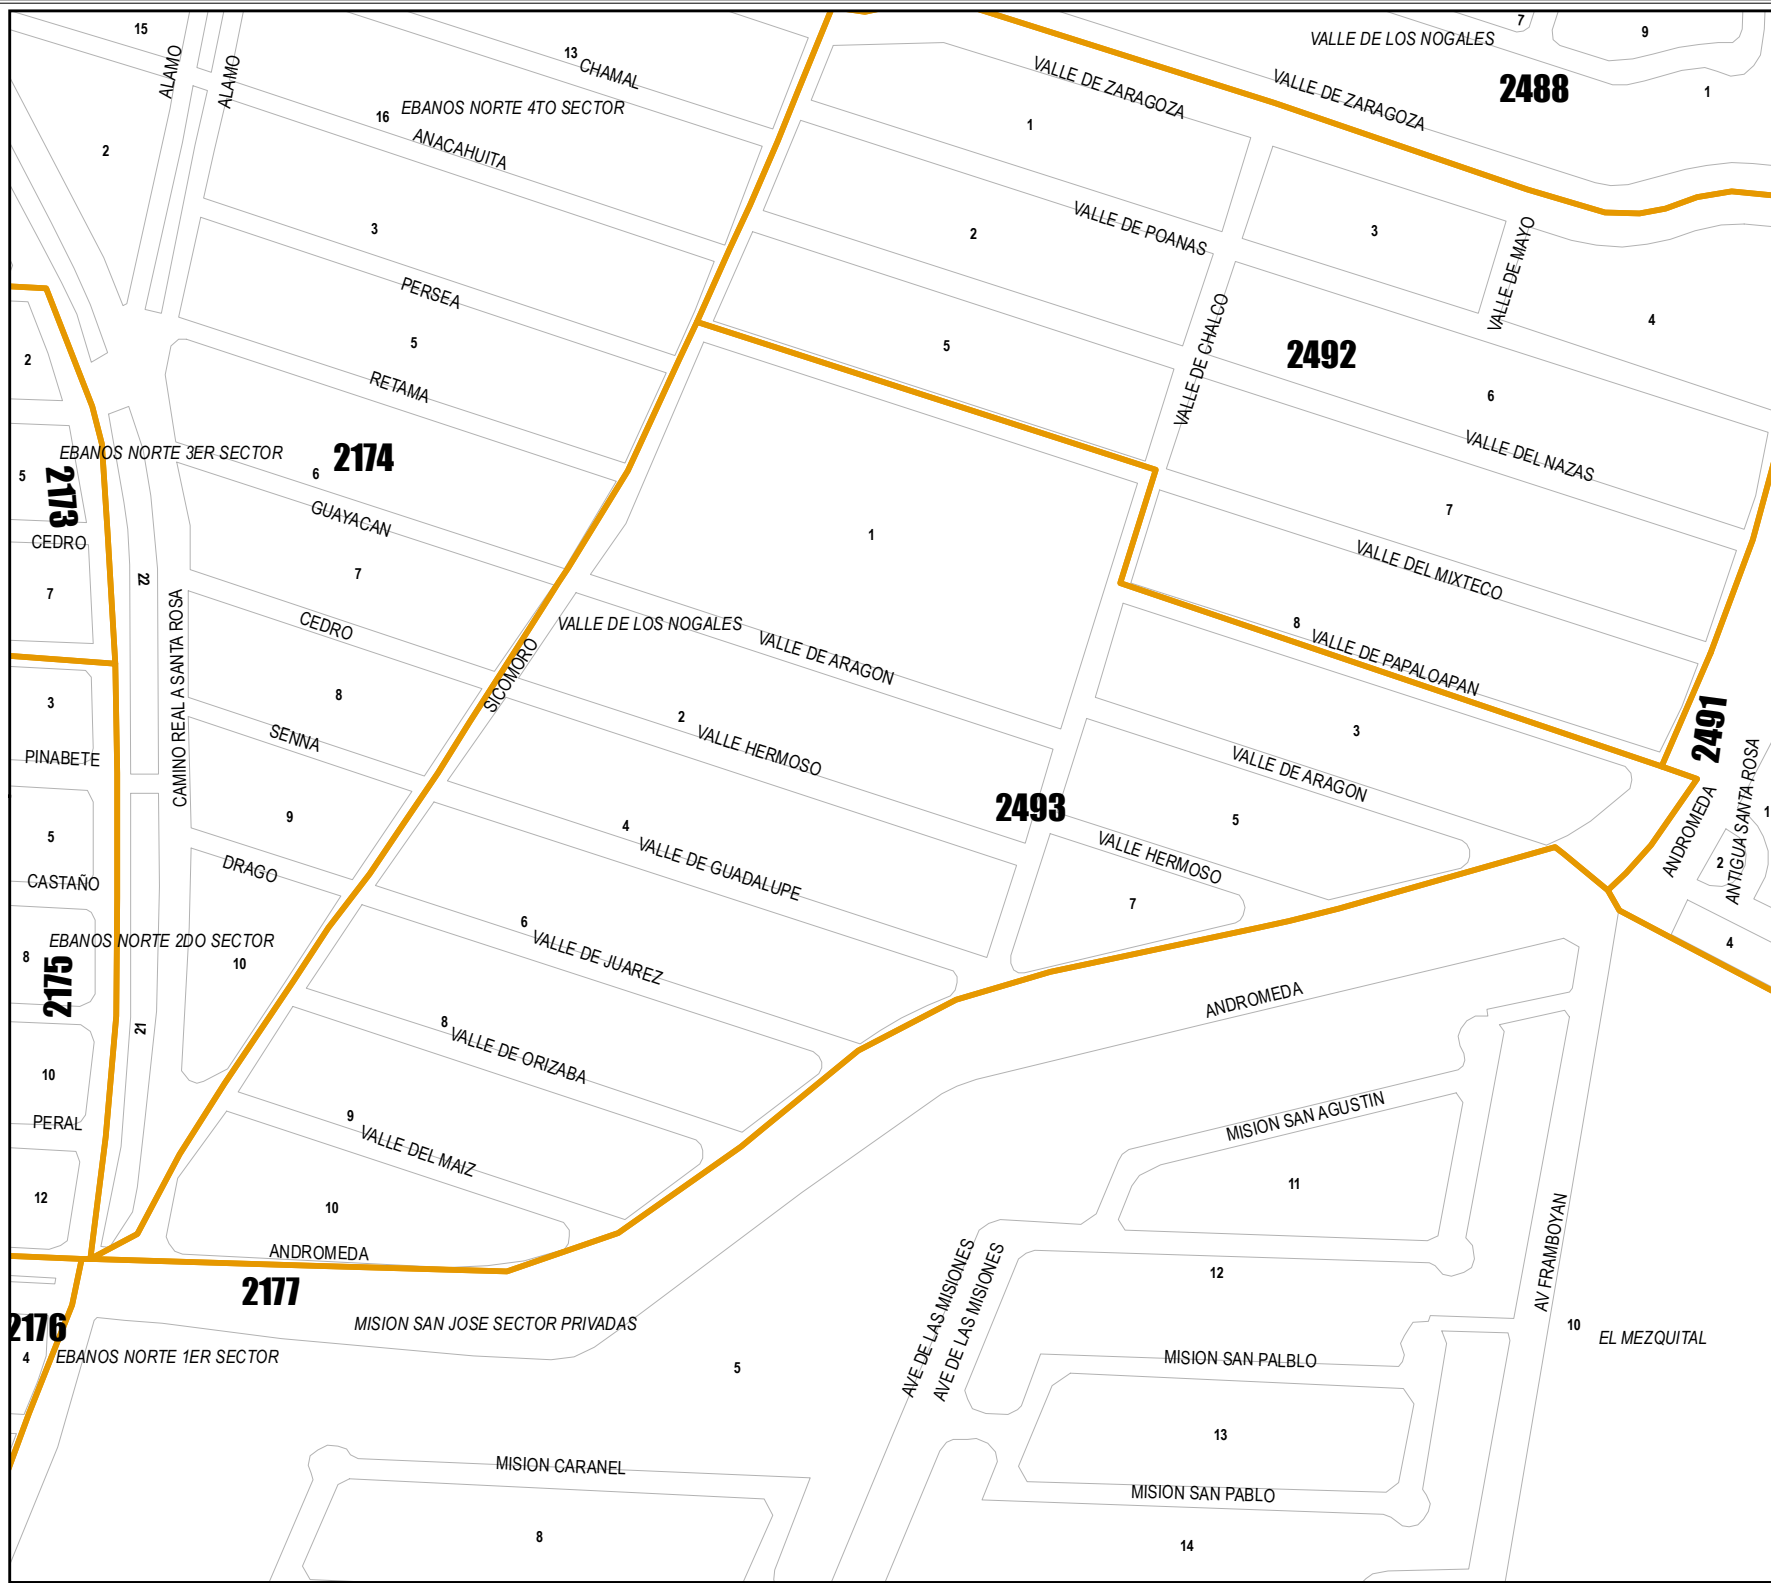 15
ALAMO
ALAMO
13
CHAMAL
16
EBANOS NORTE 4TO SECTOR
ANACAHUITA
2
3
PERSEA
5
RETAMA
7
9
VALLE DE LOS NOGALES
2488
1
VALLE DE ZARAGOZA
VALLE DE ZARAGOZA
1
VALLE DE POANAS
2
3
VALLE DE MAYO
4
5
VALLE DE CHALCO
2492
6
VALLE DEL NAZAS
7
VALLE DEL MIXTECO
8
VALLE DE PAPALOAPAN
2
EBANOS NORTE 3ER SECTOR
2174
5
2173
6
GUAYACAN
CEDRO
7
22
7
CEDRO
CAMINO REAL A SANTA ROSA
3
8
PINABETE
SENNA
5
9
CASTAÑO
DRAGO
EBANOS NORTE 2DO SECTOR
8
2175
10
21
10
PERAL
12
1
VALLE DE LOS NOGALES
SICOMORO
VALLE DE ARAGON
2
VALLE HERMOSO
3
VALLE DE ARAGON
2493
5
4
VALLE DE GUADALUPE
VALLE HERMOSO
7
6
VALLE DE JUAREZ
8
VALLE DE ORIZABA
9
VALLE DEL MAIZ
10
ANDROMEDA
2491
ANDROMEDA
ANTIGUA SANTA ROSA
1
2
4
ANDROMEDA
MISION SAN AGUSTIN
11
AV FRAMBOYAN
AVE DE LAS MISIONES
AVE DE LAS MISIONES
12
10
EL MEZQUITAL
2177
2176
MISION SAN JOSE SECTOR PRIVADAS
4
EBANOS NORTE 1ER SECTOR
5
MISION SAN PALBLO
13
MISION CARANEL
MISION SAN PABLO
8
14